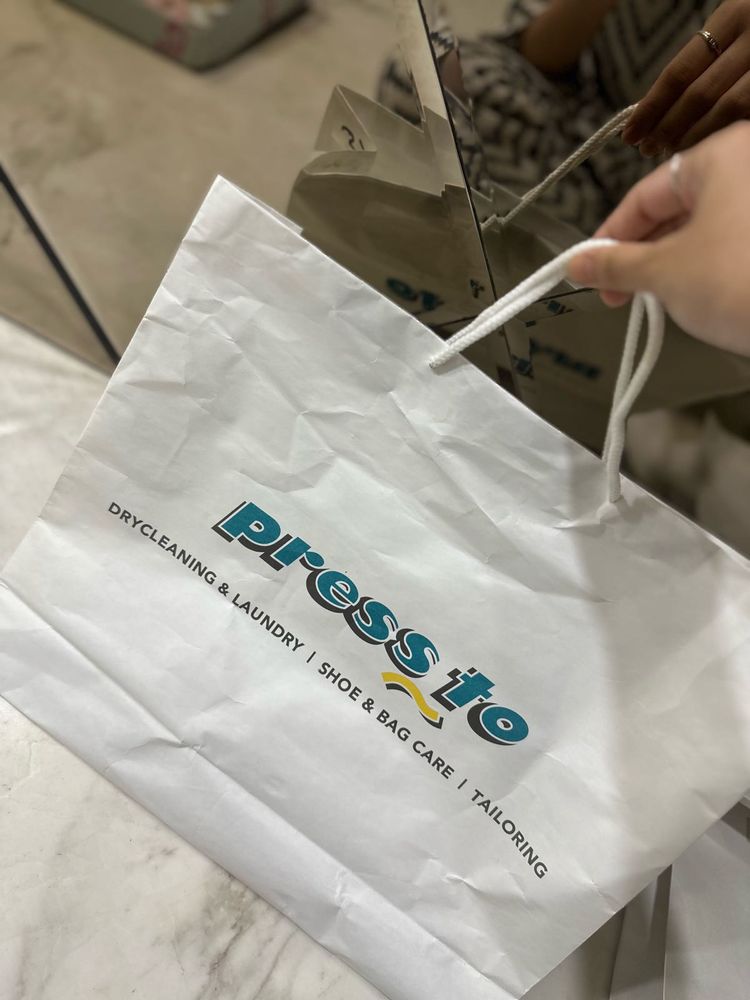 pressto
DRYCLEANING & LAUNDRY | SHOE & BAG CARE | TAILORING